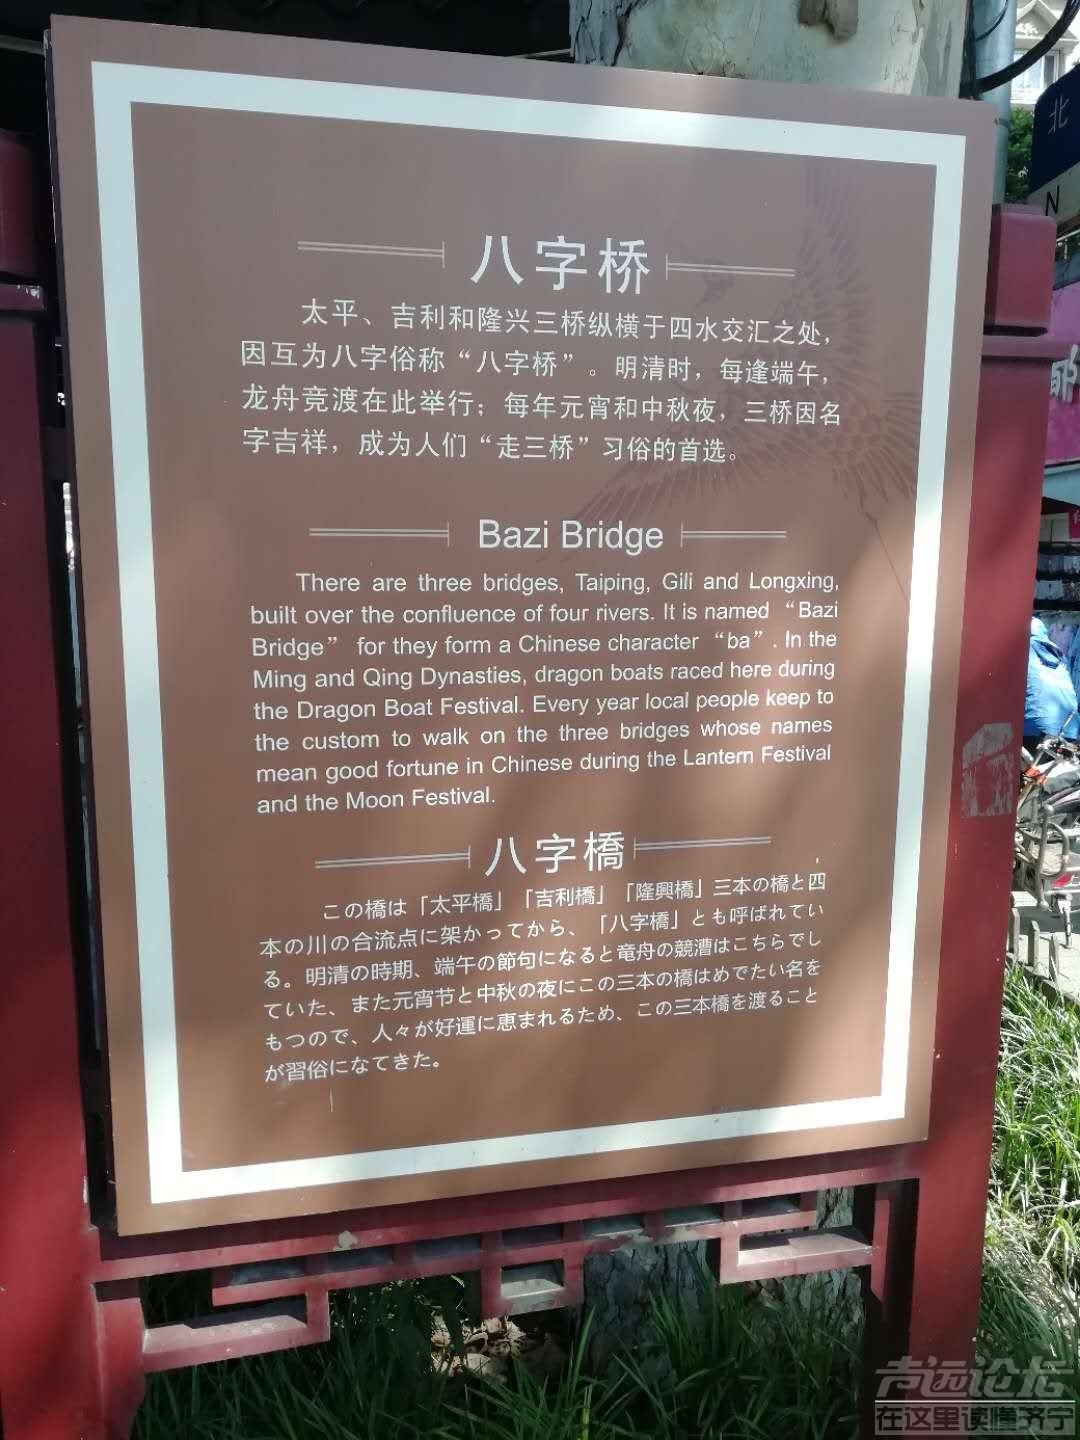 八字桥
太平、吉利和隆兴三桥纵横于四水交汇之处，
因互为八字俗称“八字桥”。明清时，每逢端午，
龙舟竞渡在此举行；每年元宵和中秋夜，三桥因名
字吉祥，成为人们“走三桥”习俗的首选。
Bazi Bridge
There are three bridges, Taiping, Gili and Longxing,
built over the confluence of four rivers. It is named “Bazi
Bridge” for they form a Chinese character “ba”. In the
Ming and Qing Dynasties, dragon boats raced here during
the Dragon Boat Festival. Every year local people keep to
the custom to walk on the three bridges whose names
mean good fortune in Chinese during the Lantern Festival
and the Moon Festival.
八字橋
この橋は「太平橋」「吉利橋」「隆興橋」三本の橋と四
本の川の合流点に架かってから、「八字橋」とも呼ばれてい
る。明清の時期、端午の節句になると竜舟の競漕はこちらでし
ていた、また元宵节と中秋の夜にこの三本の橋はめでたい名を
もつので、人々が好運に恵まれるため、この三本橋を渡ること
が習俗になてきた。
北
N
声远论坛
在这里读懂济宁